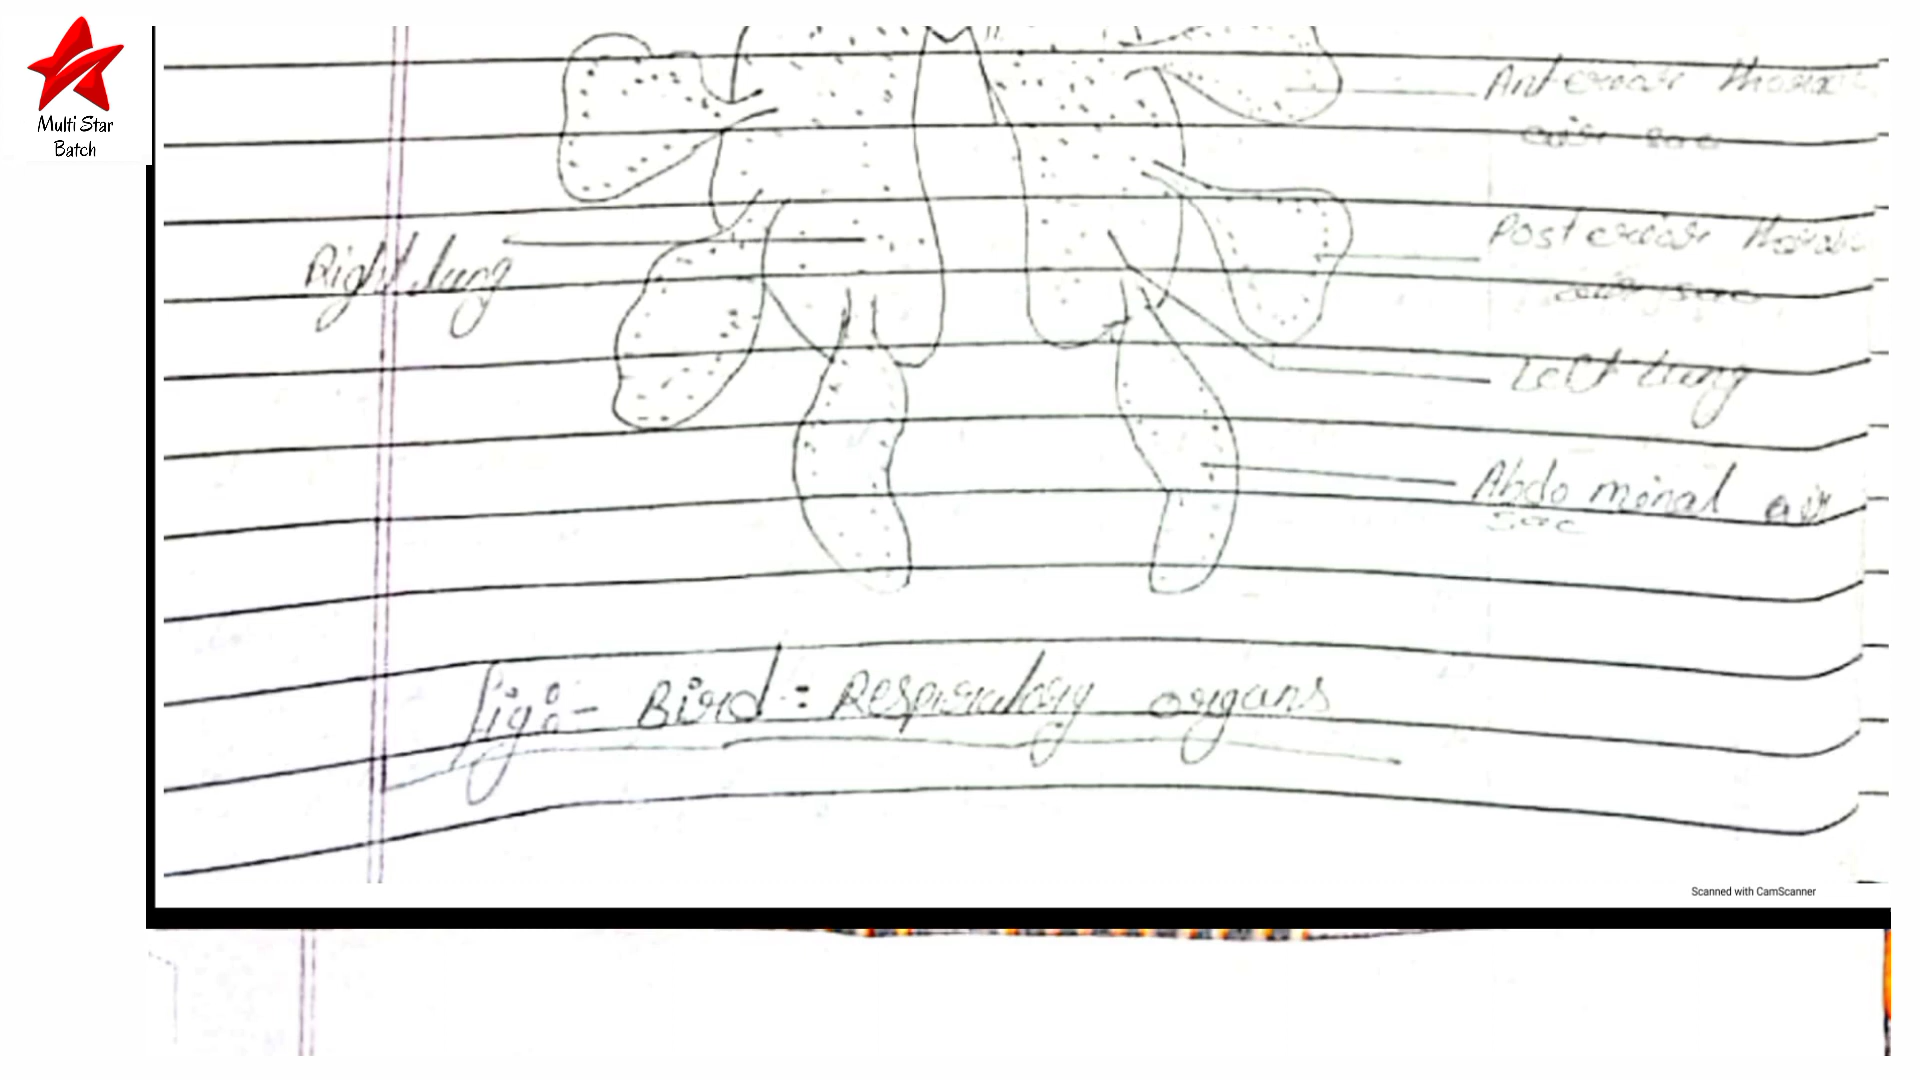 Multi Star
Batch
Anterior thoracic
air sac
Right lung
Posterior thoracic
air sac
Left lung
Abdominal air
sac
fig:- Bird: Respiratory organs
Scanned with CamScanner